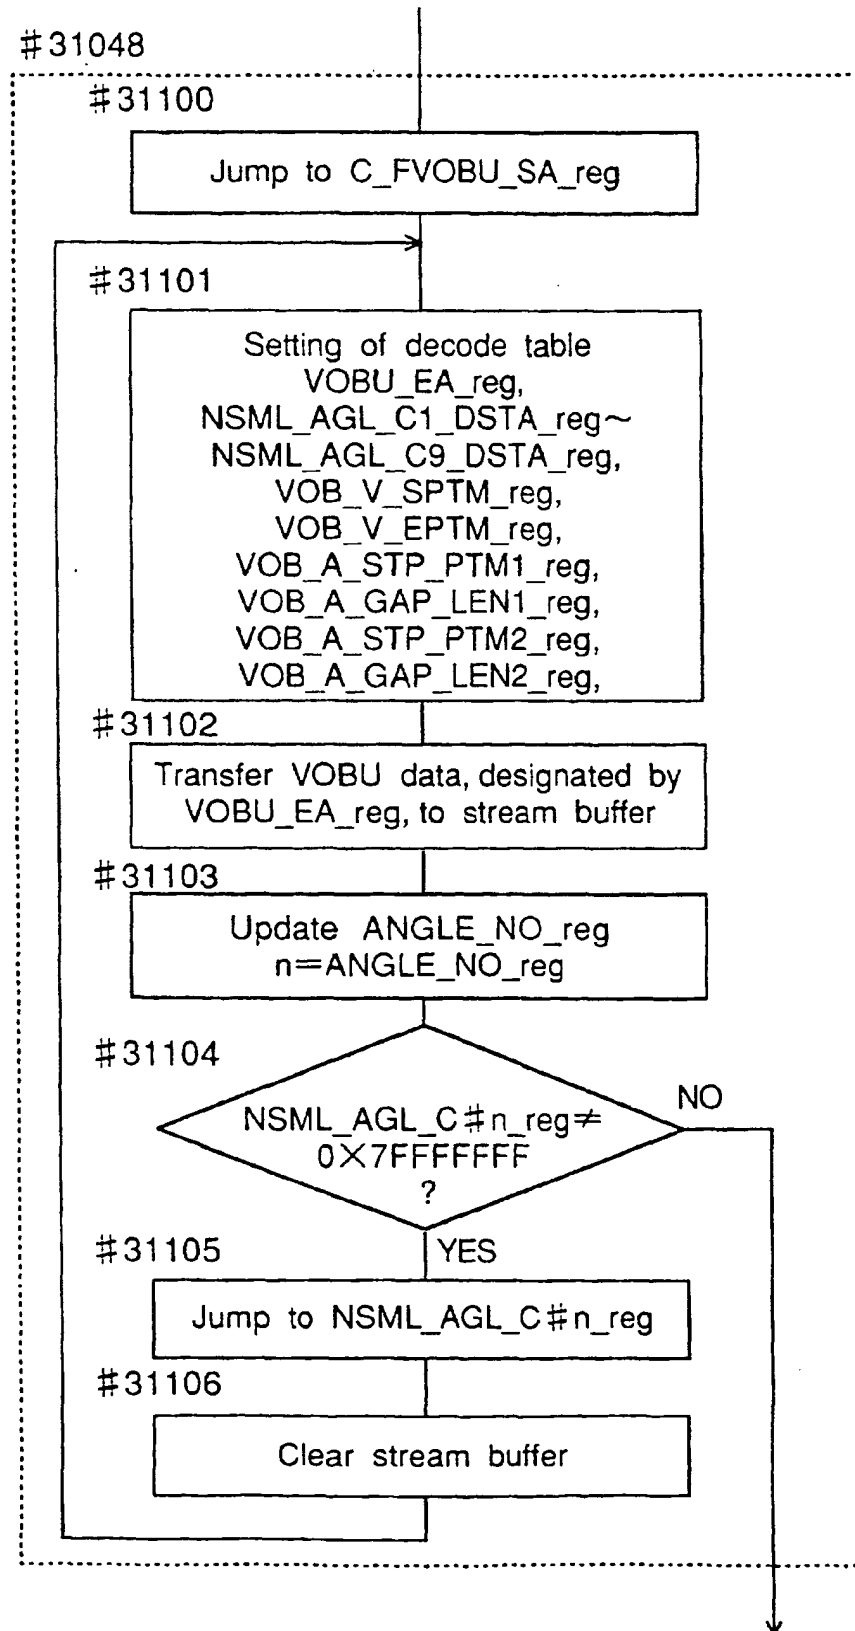 #31048
#31100
Jump to C_FVOBU_SA_reg
#31101
Setting of decode table
VOBU_EA_reg,
NSML_AGL_C1_DSTA_reg~
NSML_AGL_C9_DSTA_reg,
VOB_V_SPTM_reg,
VOB_V_EPTM_reg,
VOB_A_STP_PTM1_reg,
VOB_A_GAP_LEN1_reg,
VOB_A_STP_PTM2_reg,
VOB_A_GAP_LEN2_reg,
#31102
Transfer VOBU data, designated by
VOBU_EA_reg, to stream buffer
#31103
Update ANGLE_NO_reg
n=ANGLE_NO_reg
#31104
NO
NSML_AGL_C#n_reg≠
0×7FFFFFFF
?
#31105
YES
Jump to NSML_AGL_C#n_reg
#31106
Clear stream buffer